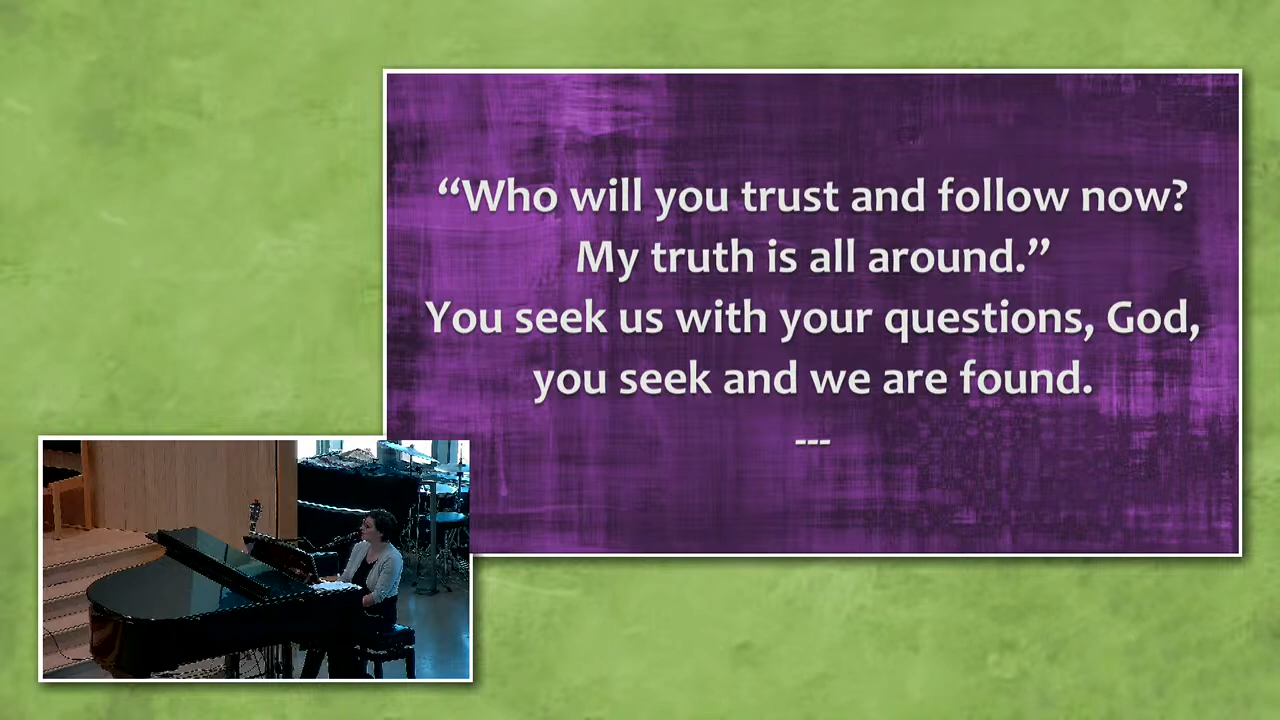 “Who will you trust and follow now?
My truth is all around.”
You seek us with your questions, God,
you seek and we are found.
---